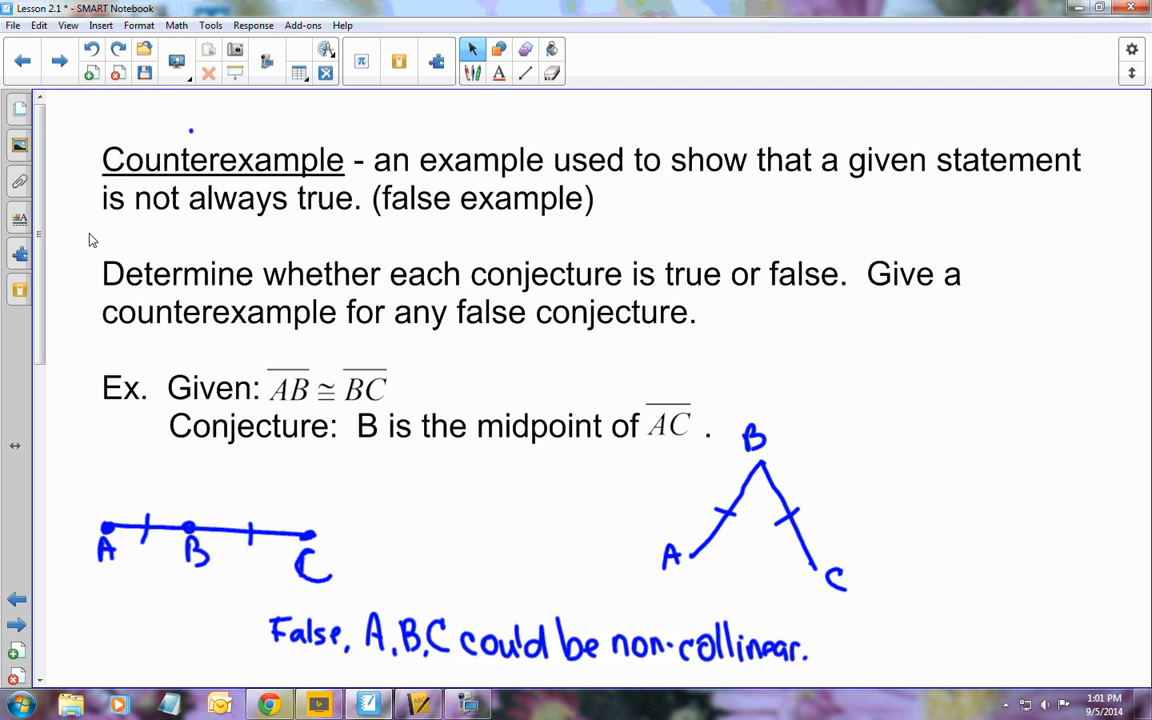 Lesson 2.1 * - SMART Notebook
File Edit View Insert Format Math Tools Response Add-ons Help
Counterexample - an example used to show that a given statement
is not always true. (false example)
Determine whether each conjecture is true or false. Give a
counterexample for any false conjecture.
Ex. Given: AB ≅ BC
Conjecture: B is the midpoint of AC .
B
A B C
A C
False, A,B,C could be non-collinear.
1:01 PM
9/5/2014